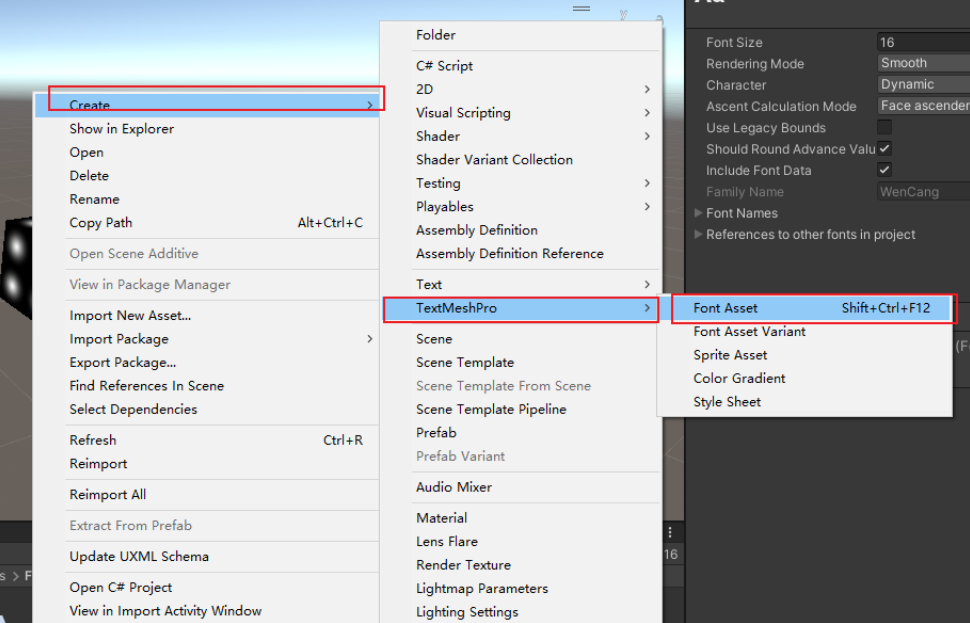 Create
Show in Explorer
Open
Delete
Rename
Copy Path Alt+Ctrl+C
Open Scene Additive
View in Package Manager
Import New Asset...
Import Package
Export Package...
Find References In Scene
Select Dependencies
Refresh Ctrl+R
Reimport
Reimport All
Extract From Prefab
Update UXML Schema
Open C# Project
View in Import Activity Window
Folder
C# Script
2D
Visual Scripting
Shader
Shader Variant Collection
Testing
Playables
Assembly Definition
Assembly Definition Reference
Text
TextMeshPro
Scene
Scene Template
Scene Template From Scene
Scene Template Pipeline
Prefab
Prefab Variant
Audio Mixer
Material
Lens Flare
Render Texture
Lightmap Parameters
Lighting Settings
Font Asset Shift+Ctrl+F12
Font Asset Variant
Sprite Asset
Color Gradient
Style Sheet
Font Size 16
Rendering Mode Smooth
Character Dynamic
Ascent Calculation Mode Face ascender
Use Legacy Bounds
Should Round Advance Valu
Include Font Data
Family Name WenCang
Font Names
References to other fonts in project
16
y